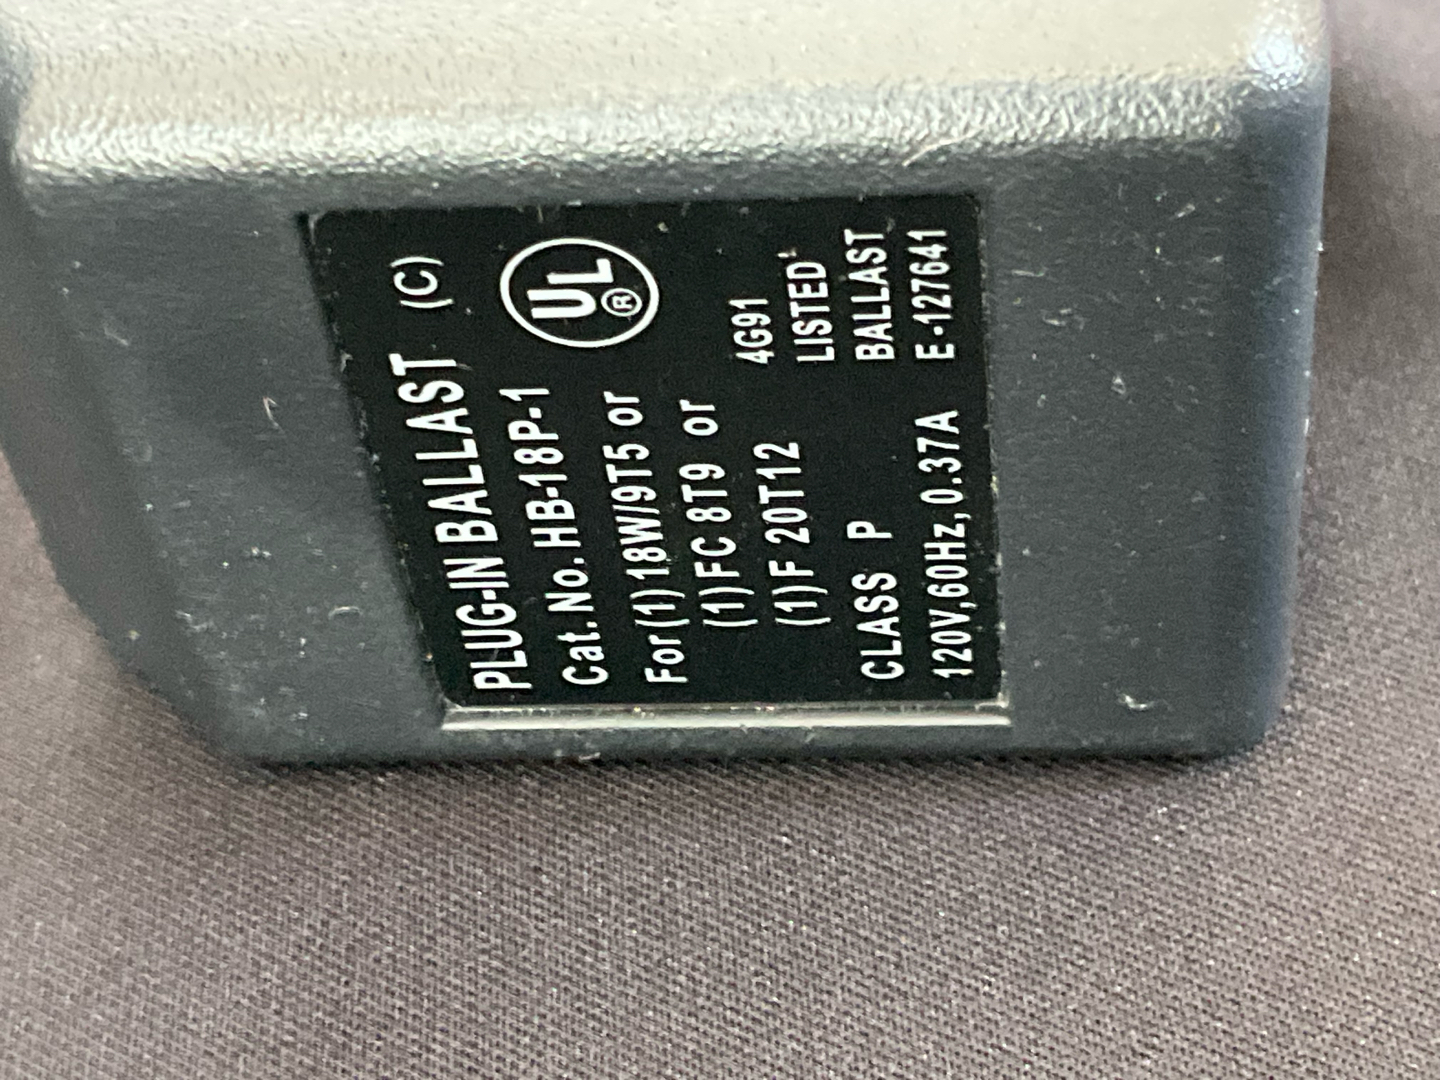 PLUG-IN BALLAST (C)
Cat. No. HB-18P-1
UL ®
For (1) 18W/9T5 or
(1) FC 8T9 or
(1) F 20T12
4G91
LISTED
BALLAST
E-127641
CLASS P
120V, 60Hz, 0.37A